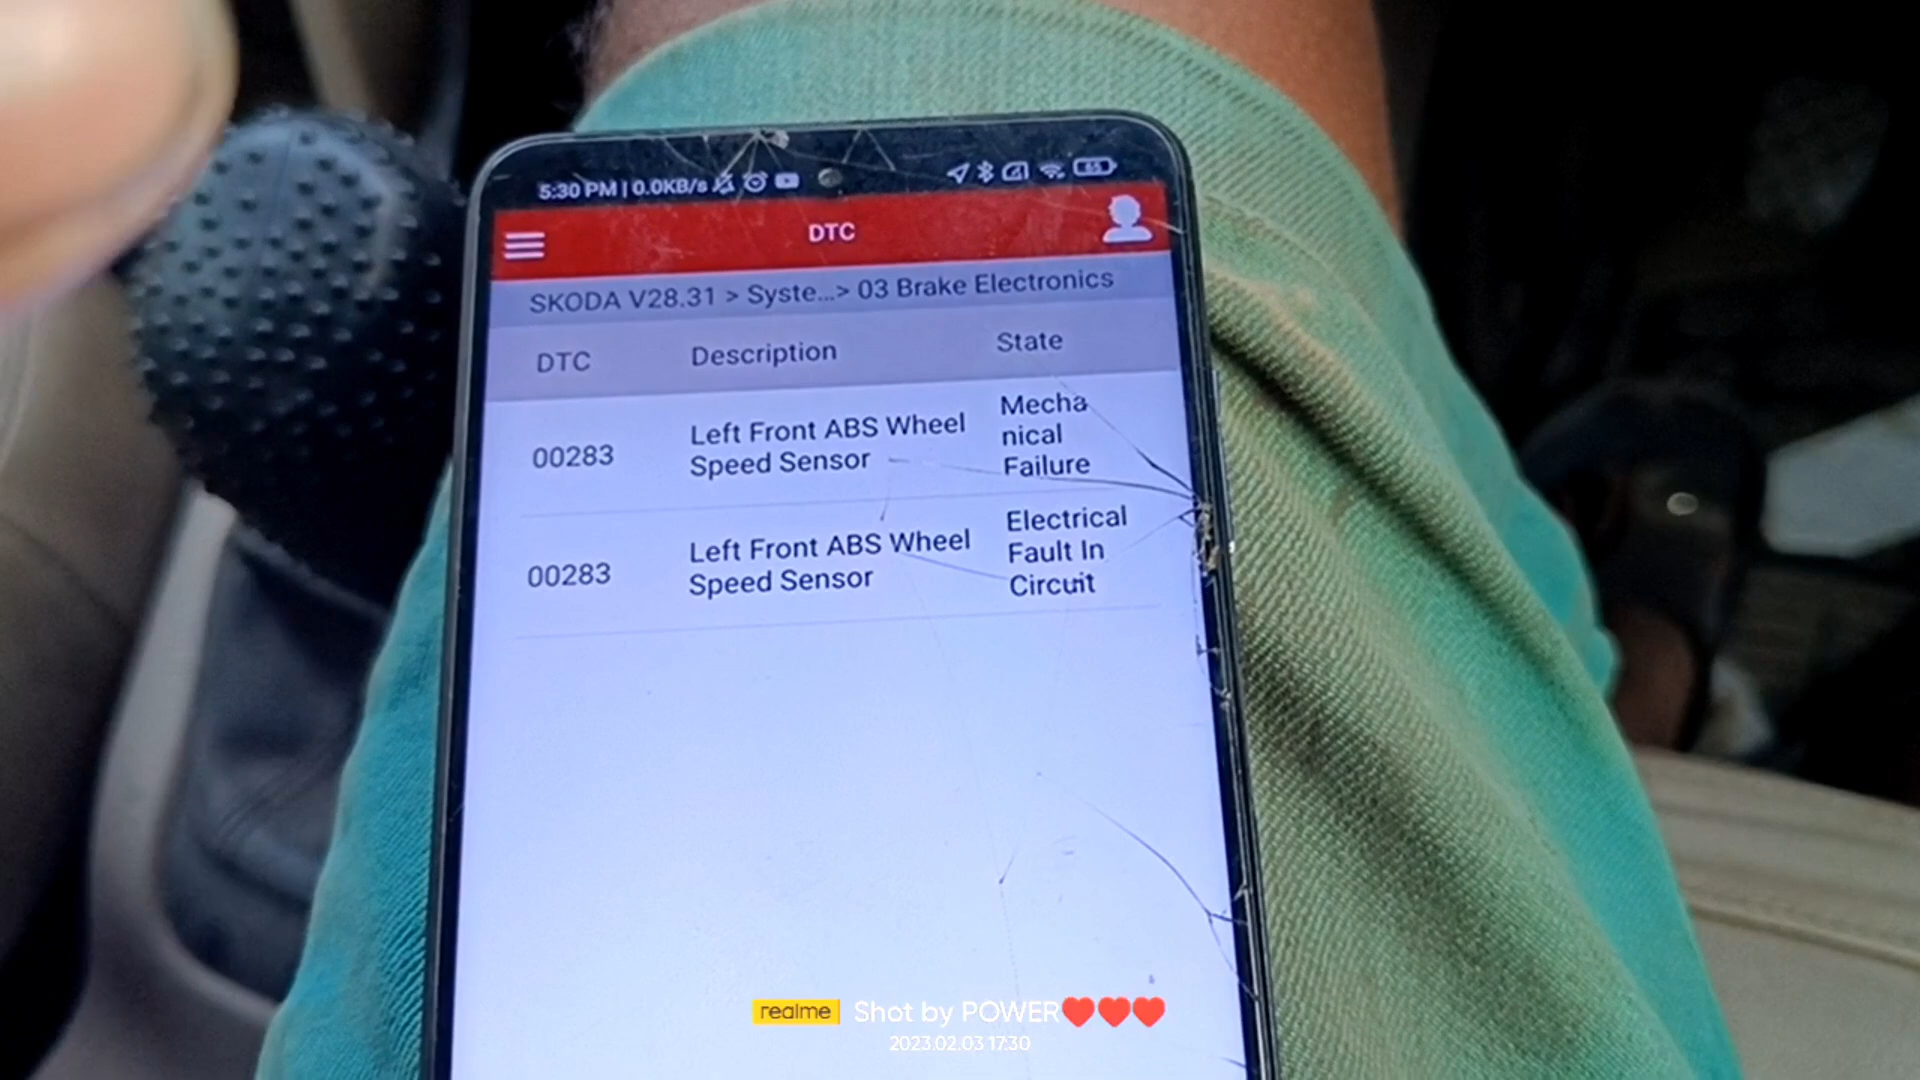 5:30 PM | 0.0KB/s
65
DTC
SKODA V28.31 > Syste...> 03 Brake Electronics
DTC Description State
00283 Left Front ABS Wheel Speed Sensor Mecha
nical
Failure
00283 Left Front ABS Wheel Speed Sensor Electrical
Fault In
Circuit
realme Shot by POWER❤️❤️❤️
2023.02.03 17:30